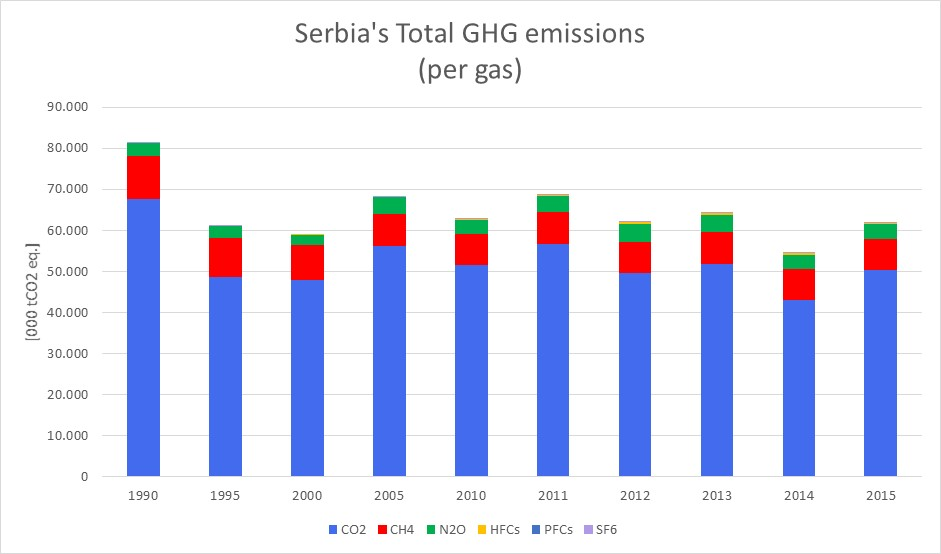 Serbia's Total GHG emissions
(per gas)
[000 tCO2 eq.]
90.000
80.000
70.000
60.000
50.000
40.000
30.000
20.000
10.000
0
1990 1995 2000 2005 2010 2011 2012 2013 2014 2015
CO2 CH4 N2O HFCs PFCs SF6